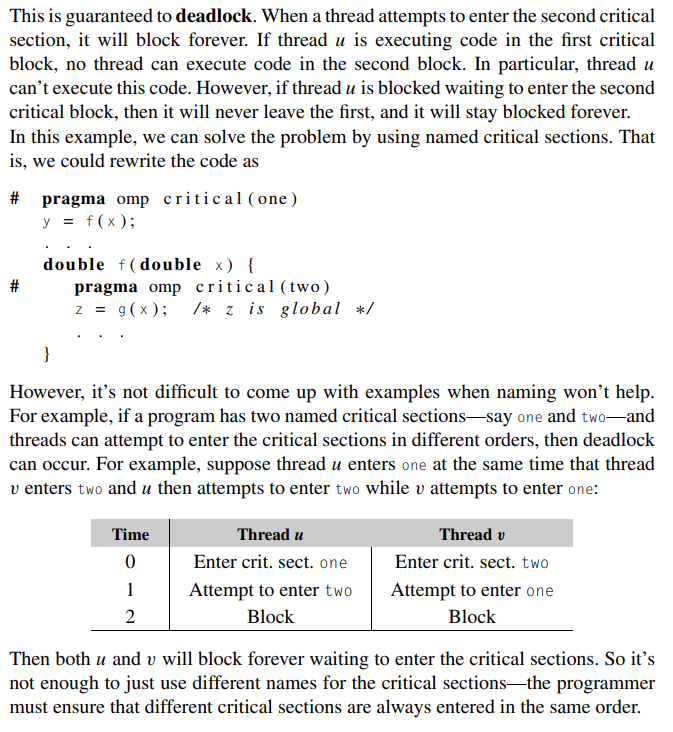 This is guaranteed to deadlock. When a thread attempts to enter the second critical
section, it will block forever. If thread u is executing code in the first critical
block, no thread can execute code in the second block. In particular, thread u
can’t execute this code. However, if thread u is blocked waiting to enter the second
critical block, then it will never leave the first, and it will stay blocked forever.
In this example, we can solve the problem by using named critical sections. That
is, we could rewrite the code as
# pragma omp critical(one)
y = f(x);
. . .
double f(double x) {
# pragma omp critical(two)
z = g(x); /* z is global */
. . .
}
However, it’s not difficult to come up with examples when naming won’t help.
For example, if a program has two named critical sections—say one and two—and
threads can attempt to enter the critical sections in different orders, then deadlock
can occur. For example, suppose thread u enters one at the same time that thread
v enters two and u then attempts to enter two while v attempts to enter one:
Time Thread u Thread v
0 Enter crit. sect. one Enter crit. sect. two
1 Attempt to enter two Attempt to enter one
2 Block Block
Then both u and v will block forever waiting to enter the critical sections. So it’s
not enough to just use different names for the critical sections—the programmer
must ensure that different critical sections are always entered in the same order.